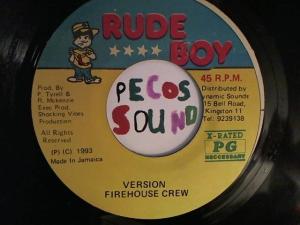 RUDE
BOY
45 R.P.M.
Prod. By
P. Tyrell &
R. Mckenzie
Exec Prod.
Shocking Vibes
Production
All Rights
Reserved
(P) (C) 1993
Made In Jamaica
PECOS
SOUND
Distributed by
Dynamic Sounds
15 Bell Road,
Kingston 11
Tel: 9239138
X-RATED
PG
VERSION
FIREHOUSE CREW